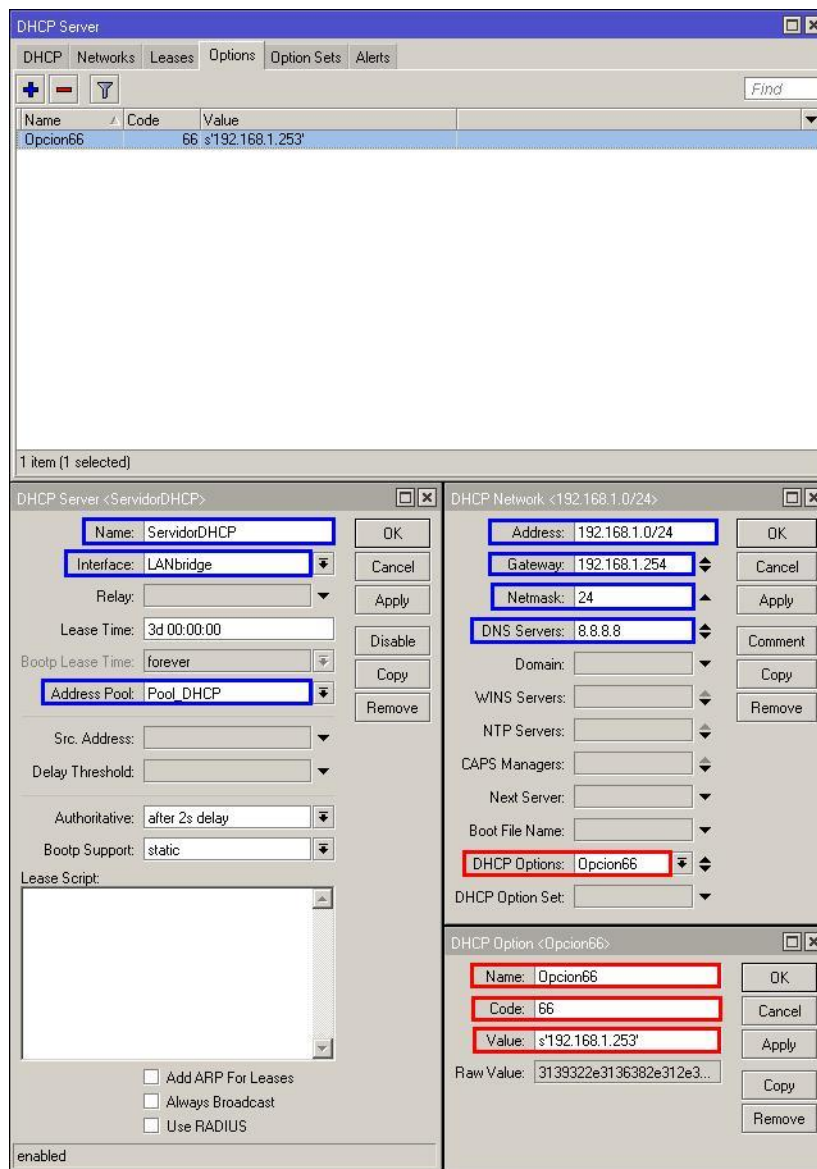 DHCP Server
DHCP Networks Leases Options Option Sets Alerts
Find
Name Code Value
Opcion66 66 s'192.168.1.253'
1 item (1 selected)
DHCP Server <ServidorDHCP>
Name: ServidorDHCP OK
Interface: LANbridge Cancel
Relay: Apply
Lease Time: 3d 00:00:00 Disable
Bootp Lease Time: forever Copy
Address Pool: Pool_DHCP Remove
Src. Address:
Delay Threshold:
Authoritative: after 2s delay
Bootp Support: static
Lease Script:
Add ARP For Leases
Always Broadcast
Use RADIUS
enabled
DHCP Network <192.168.1.0/24>
Address: 192.168.1.0/24 OK
Gateway: 192.168.1.254 Cancel
Netmask: 24 Apply
DNS Servers: 8.8.8.8 Comment
Domain: Copy
WINS Servers: Remove
NTP Servers:
CAPS Managers:
Next Server:
Boot File Name:
DHCP Options: Opcion66
DHCP Option Set:
DHCP Option <Opcion66>
Name: Opcion66 OK
Code: 66 Cancel
Value: s'192.168.1.253' Apply
Raw Value: 3139322e3136382e312e3... Copy
Remove